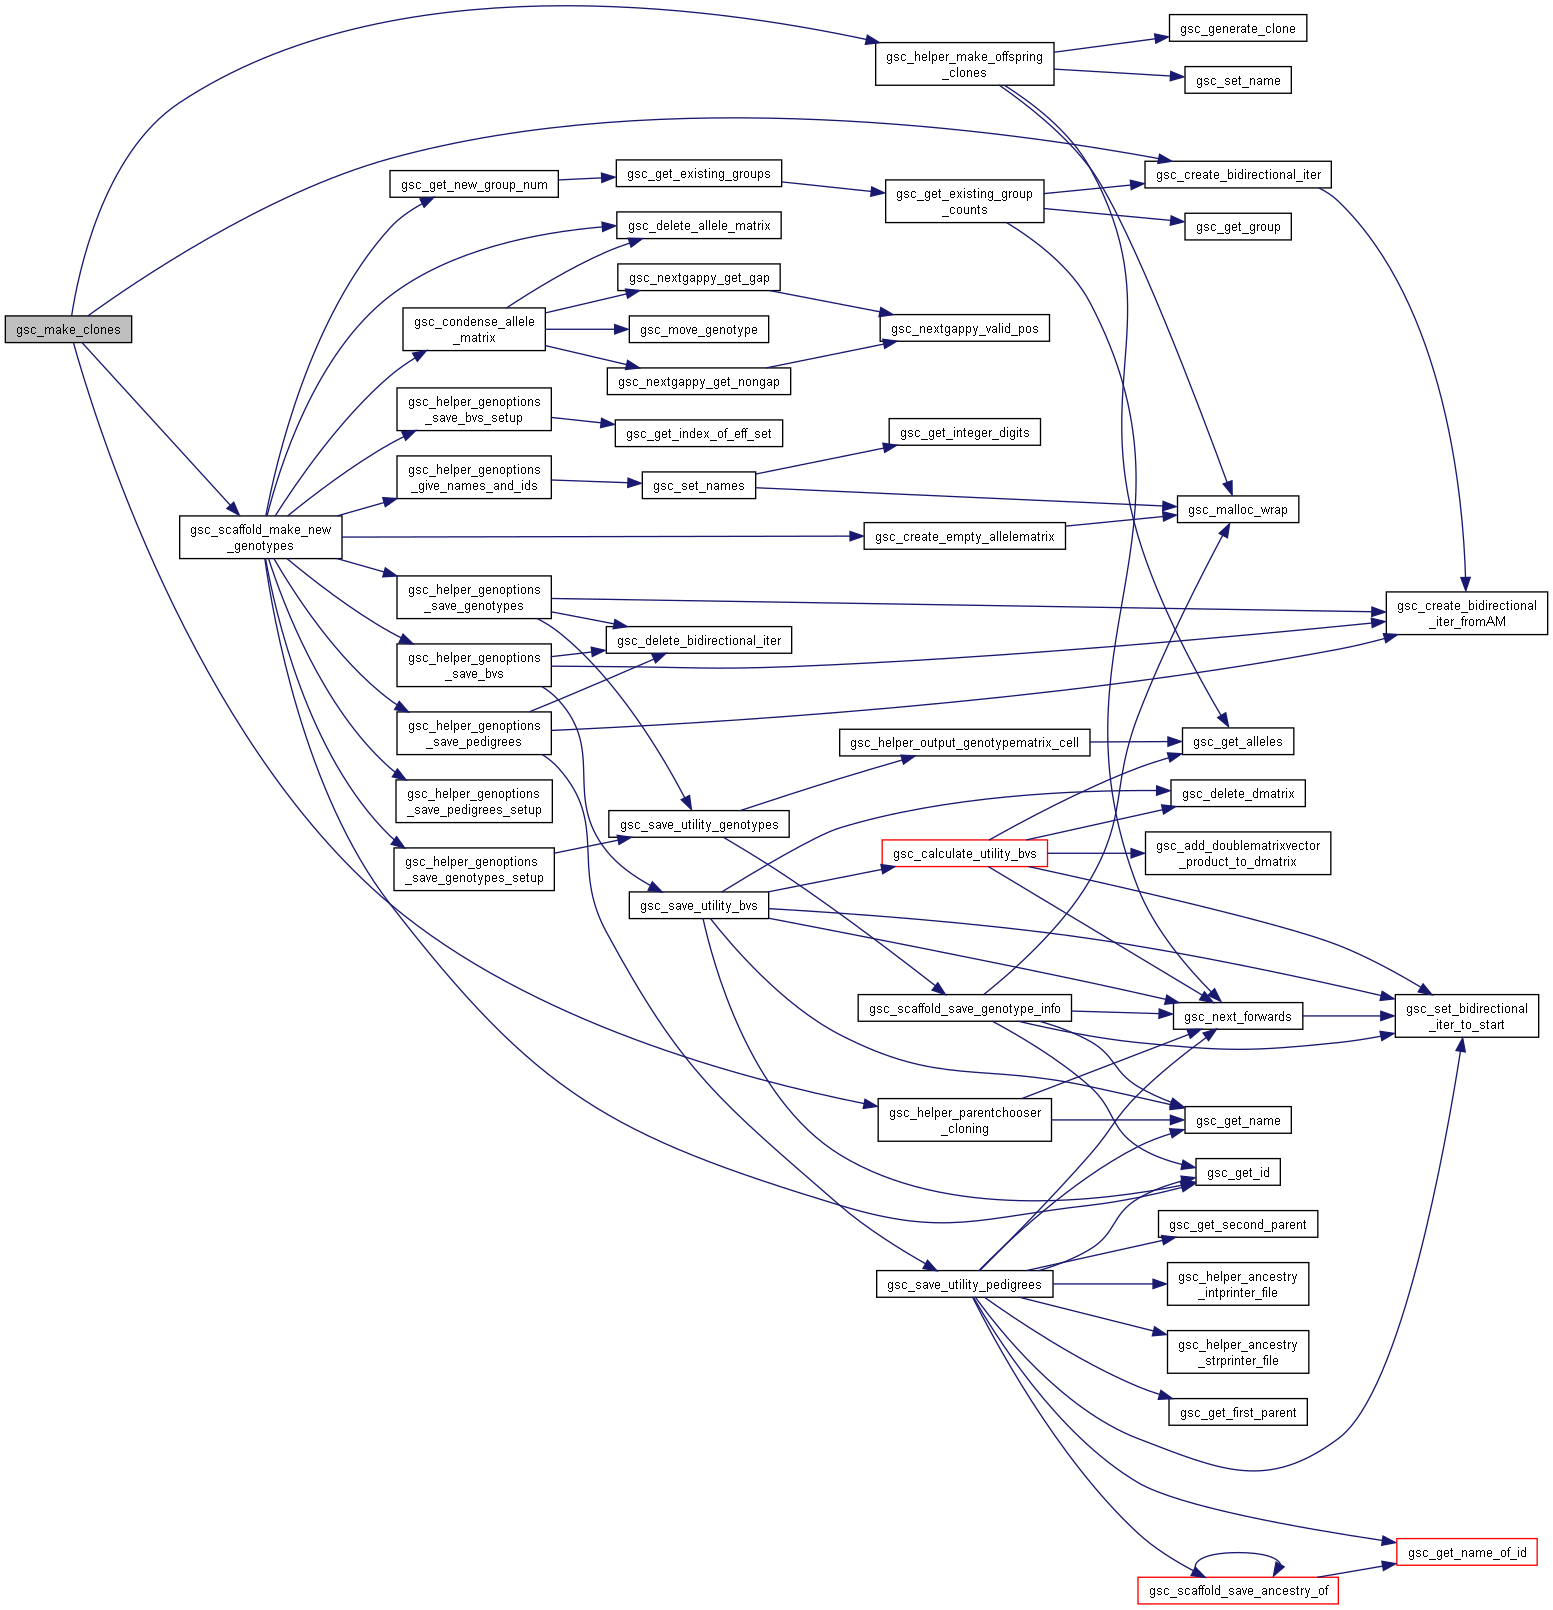 gsc_make_clones
gsc_helper_make_offspring
_clones
gsc_generate_clone
gsc_set_name
gsc_create_bidirectional_iter
gsc_get_new_group_num
gsc_get_existing_groups
gsc_get_existing_group
_counts
gsc_get_group
gsc_delete_allele_matrix
gsc_nextgappy_get_gap
gsc_condense_allele
_matrix
gsc_move_genotype
gsc_nextgappy_valid_pos
gsc_nextgappy_get_nongap
gsc_helper_genoptions
_save_bvs_setup
gsc_get_index_of_eff_set
gsc_get_integer_digits
gsc_helper_genoptions
_give_names_and_ids
gsc_set_names
gsc_malloc_wrap
gsc_scaffold_make_new
_genotypes
gsc_create_empty_allelematrix
gsc_helper_genoptions
_save_genotypes
gsc_create_bidirectional
_iter_fromAM
gsc_delete_bidirectional_iter
gsc_helper_genoptions
_save_bvs
gsc_helper_genoptions
_save_pedigrees
gsc_helper_output_genotypematrix_cell
gsc_get_alleles
gsc_helper_genoptions
_save_pedigrees_setup
gsc_delete_dmatrix
gsc_save_utility_genotypes
gsc_calculate_utility_bvs
gsc_add_doublematrixvector
_product_to_dmatrix
gsc_helper_genoptions
_save_genotypes_setup
gsc_save_utility_bvs
gsc_scaffold_save_genotype_info
gsc_next_forwards
gsc_set_bidirectional
_iter_to_start
gsc_helper_parentchooser
_cloning
gsc_get_name
gsc_get_id
gsc_get_second_parent
gsc_save_utility_pedigrees
gsc_helper_ancestry
_intprinter_file
gsc_helper_ancestry
_strprinter_file
gsc_get_first_parent
gsc_get_name_of_id
gsc_scaffold_save_ancestry_of